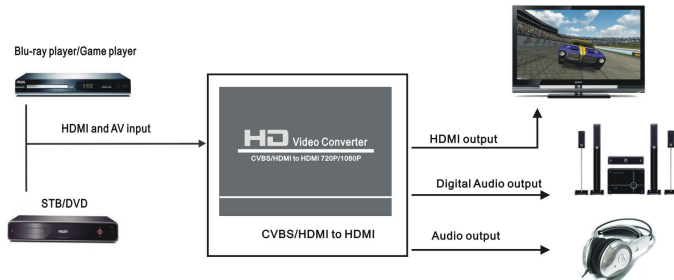 Blu-ray player/Game player
HDMI and AV input
STB/DVD
HD Video Converter
CVBS/HDMI to HDMI 720P/1080P
CVBS/HDMI to HDMI
HDMI output
Digital Audio output
Audio output